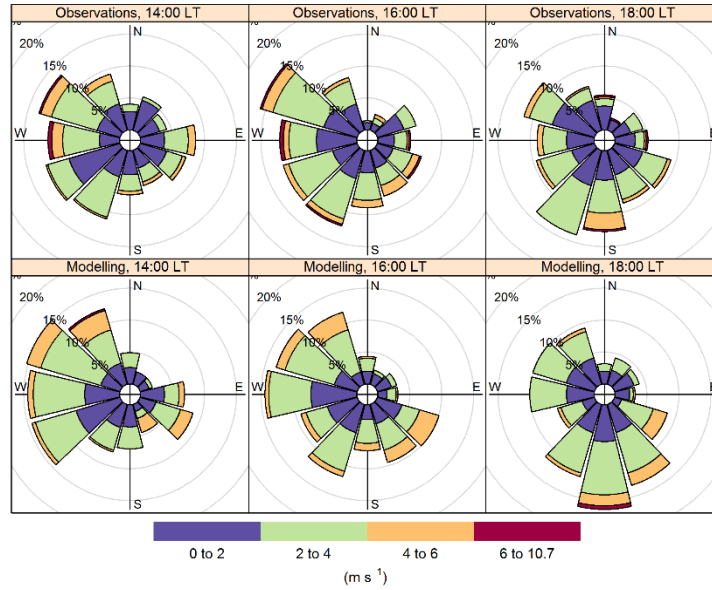 Observations, 14:00 LT
Observations, 16:00 LT
Observations, 18:00 LT
N
20%
15%
10%
5%
W
E
S
N
20%
15%
10%
5%
W
E
S
N
20%
15%
10%
5%
W
E
S
Modelling, 14:00 LT
Modelling, 16:00 LT
Modelling, 18:00 LT
N
20%
15%
10%
5%
W
E
S
N
20%
15%
10%
5%
W
E
S
N
20%
15%
10%
5%
W
E
S
0 to 2
2 to 4
4 to 6
6 to 10.7
(m s⁻¹)